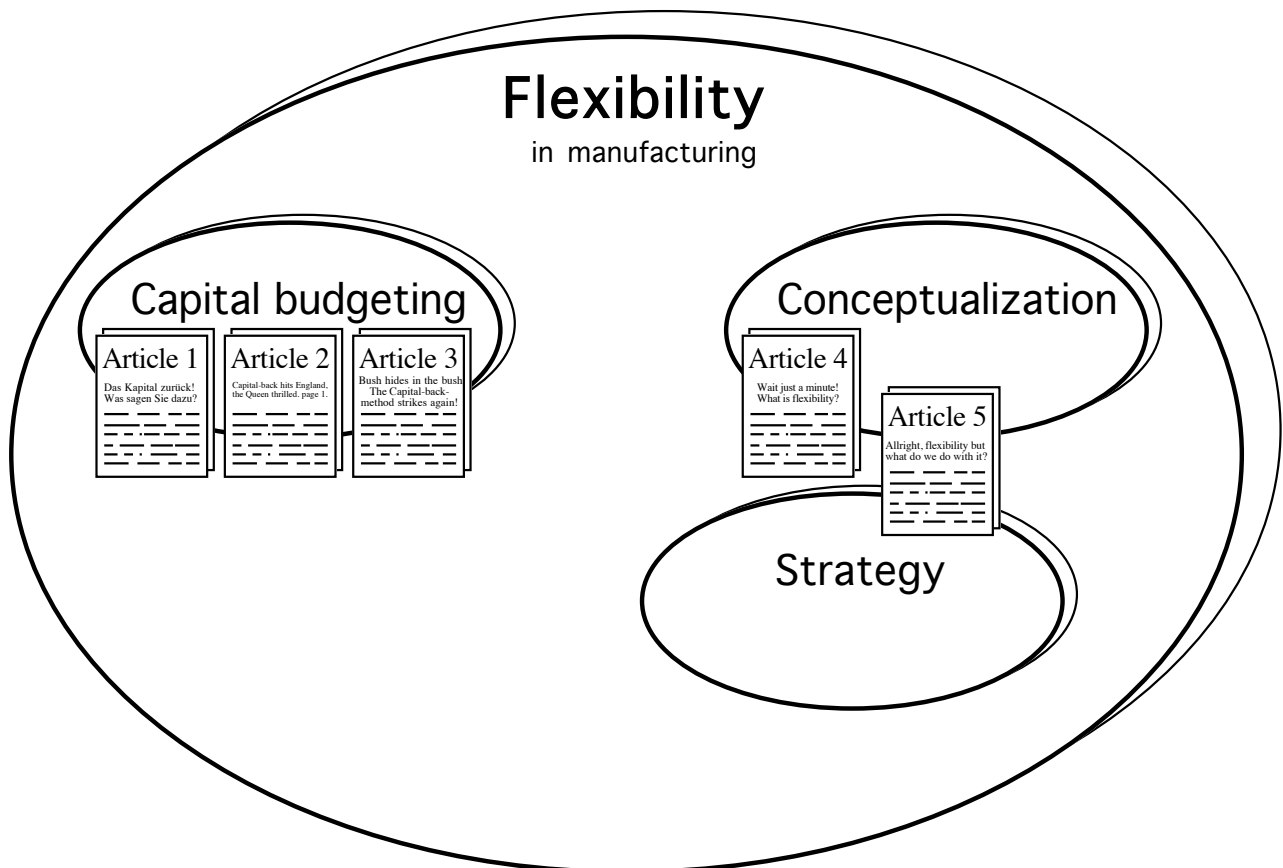 Flexibility
in manufacturing
Capital budgeting
Article 1
Das Kapital zurück!
Was sagen Sie dazu?
Article 2
Capital-back hits England,
the Queen thrilled. page 1.
Article 3
Bush hides in the bush
The Capital-back-
method strikes again!
Conceptualization
Article 4
Wait just a minute!
What is flexibility?
Article 5
Allright, flexibility but
what do we do with it?
Strategy